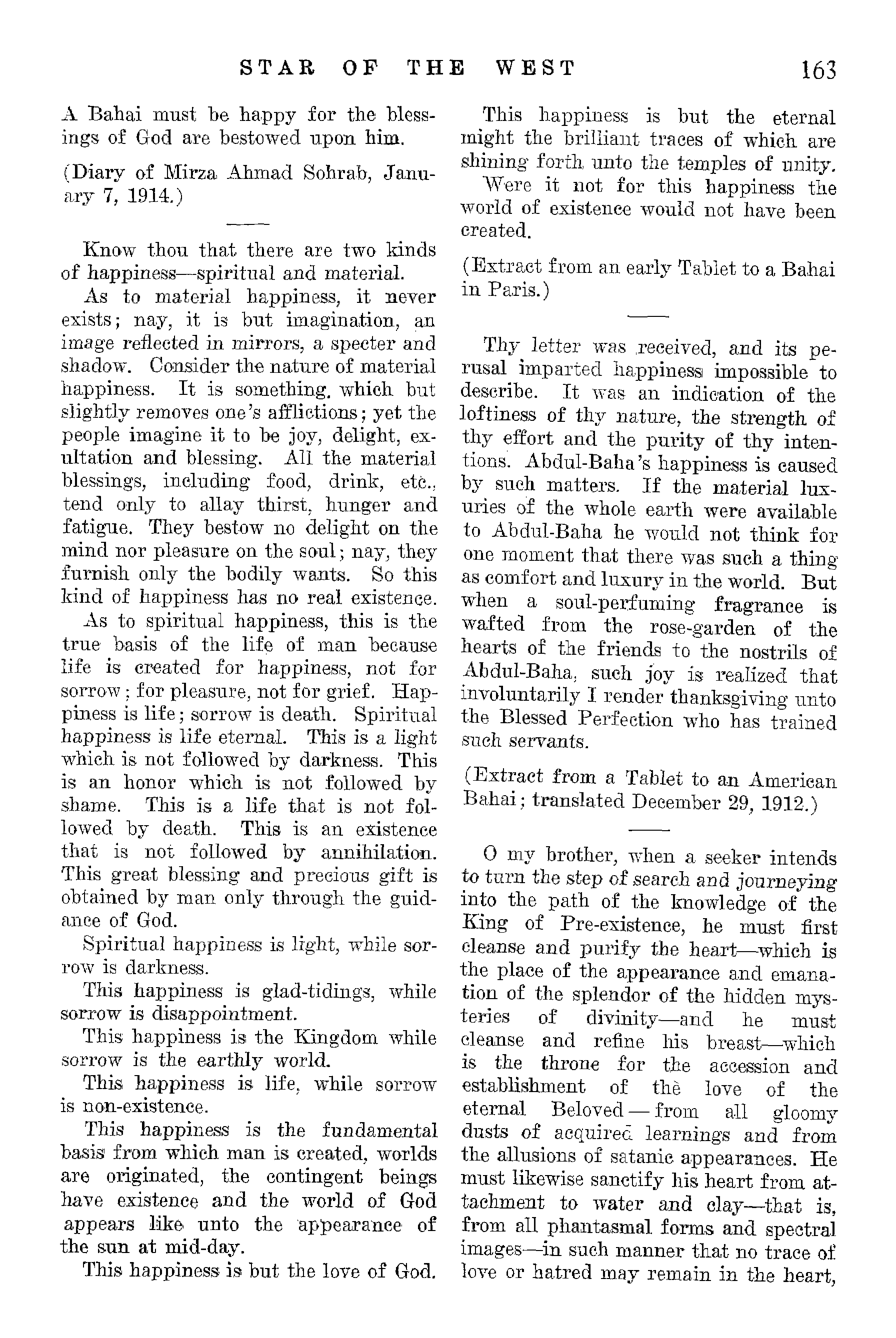 STAR OF THE WEST 163
A Bahai must be happy for the bless-
ings of God are bestowed upon him.
(Diary of Mirza Ahmad Sohrab, Janu-
ary 7, 1914.)
Know thou that there are two kinds
of happiness—spiritual and material.
As to material happiness, it never
exists; nay, it is but imagination, an
image reflected in mirrors, a specter and
shadow. Consider the nature of material
happiness. It is something. which but
slightly removes one's afflictions; yet the
people imagine it to be joy, delight, ex-
ultation and blessing. All the material
blessings, including food, drink, etc.,
tend only to allay thirst, hunger and
fatigue. They bestow no delight on the
mind nor pleasure on the soul; nay, they
furnish only the bodily wants. So this
kind of happiness has no real existence.
As to spiritual happiness, this is the
true basis of the life of man because
life is created for happiness, not for
sorrow; for pleasure, not for grief. Hap-
piness is life; sorrow is death. Spiritual
happiness is life eternal. This is a light
which is not followed by darkness. This
is an honor which is not followed by
shame. This is a life that is not fol-
lowed by death. This is an existence
that is not followed by annihilation.
This great blessing and precious gift is
obtained by man only through the guid-
ance of God.
Spiritual happiness is light, while sor-
row is darkness.
This happiness is glad-tidings, while
sorrow is disappointment.
This happiness is the Kingdom while
sorrow is the earthly world.
This happiness is life, while sorrow
is non-existence.
This happiness is the fundamental
basis from which man is created, worlds
are originated, the contingent beings
have existence and the world of God
appears like unto the appearance of
the sun at mid-day.
This happiness is but the love of God.
This happiness is but the eternal
might the brilliant traces of which are
shining forth unto the temples of unity.
Were it not for this happiness the
world of existence would not have been
created.
(Extract from an early Tablet to a Bahai
in Paris.)
Thy letter was received, and its pe-
rusal imparted happiness impossible to
describe. It was an indication of the
loftiness of thy nature, the strength of
thy effort and the purity of thy inten-
tions. Abdul-Baha's happiness is caused
by such matters. If the material lux-
uries of the whole earth were available
to Abdul-Baha he would not think for
one moment that there was such a thing
as comfort and luxury in the world. But
when a soul-perfuming fragrance is
wafted from the rose-garden of the
hearts of the friends to the nostrils of
Abdul-Baha, such joy is realized that
involuntarily I render thanksgiving unto
the Blessed Perfection who has trained
such servants.
(Extract from a Tablet to an American
Bahai; translated December 29, 1912.)
O my brother, when a seeker intends
to turn the step of search and journeying
into the path of the knowledge of the
King of Pre-existence, he must first
cleanse and purify the heart—which is
the place of the appearance and emana-
tion of the splendor of the hidden mys-
teries of divinity—and he must
cleanse and refine his breast—which
is the throne for the accession and
establishment of the love of the
eternal Beloved—from all gloomy
dusts of acquired learnings and from
the allusions of satanic appearances. He
must likewise sanctify his heart from at-
tachment to water and clay—that is,
from all phantasmal forms and spectral
images—in such manner that no trace of
love or hatred may remain in the heart,